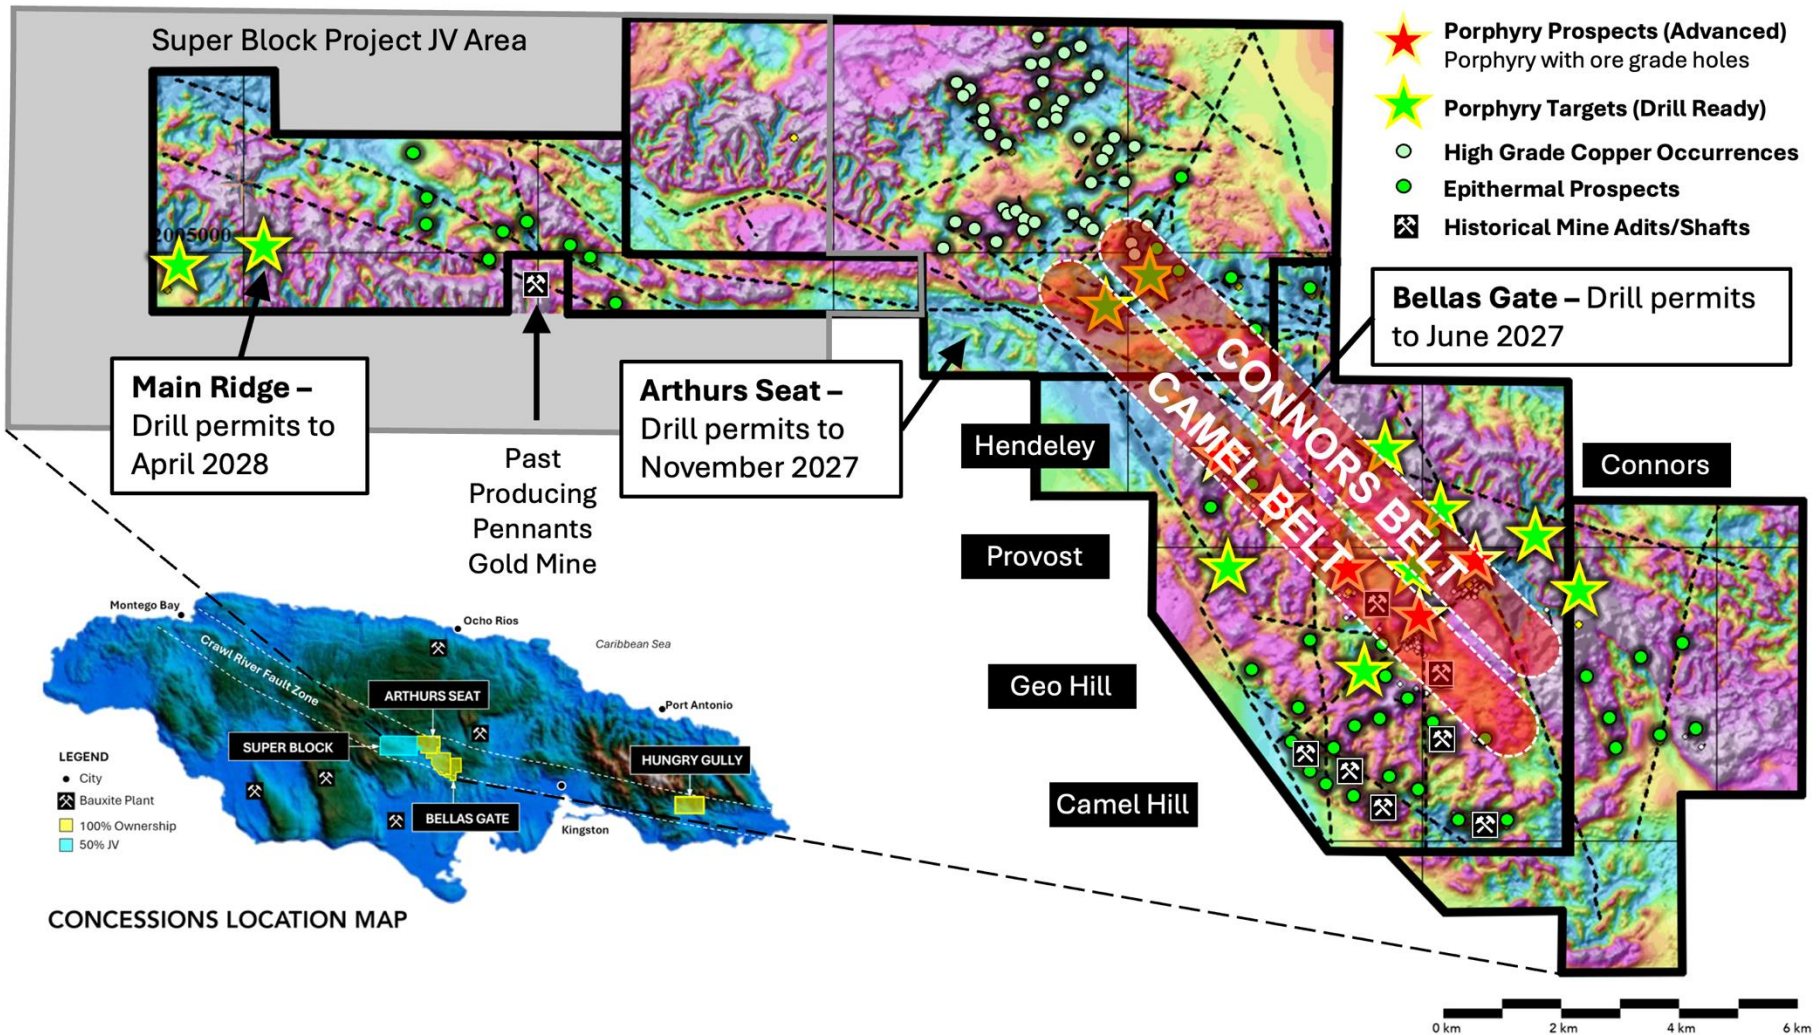 Super Block Project JV Area
Porphyry Prospects (Advanced)
Porphyry with ore grade holes
Porphyry Targets (Drill Ready)
High Grade Copper Occurrences
Epithermal Prospects
Historical Mine Adits/Shafts
2005000
Bellas Gate – Drill permits
to June 2027
Main Ridge –
Drill permits to
April 2028
Arthurs Seat –
Drill permits to
November 2027
Past
Producing
Pennants
Gold Mine
CONNORS BELT
CAMEL BELT
Hendeley
Connors
Provost
Geo Hill
Camel Hill
Montego Bay
Ocho Rios
Caribbean Sea
Crawl River Fault Zone
ARTHURS SEAT
Port Antonio
SUPER BLOCK
HUNGRY GULLY
BELLAS GATE
Kingston
LEGEND
City
Bauxite Plant
100% Ownership
50% JV
CONCESSIONS LOCATION MAP
0 km 2 km 4 km 6 km